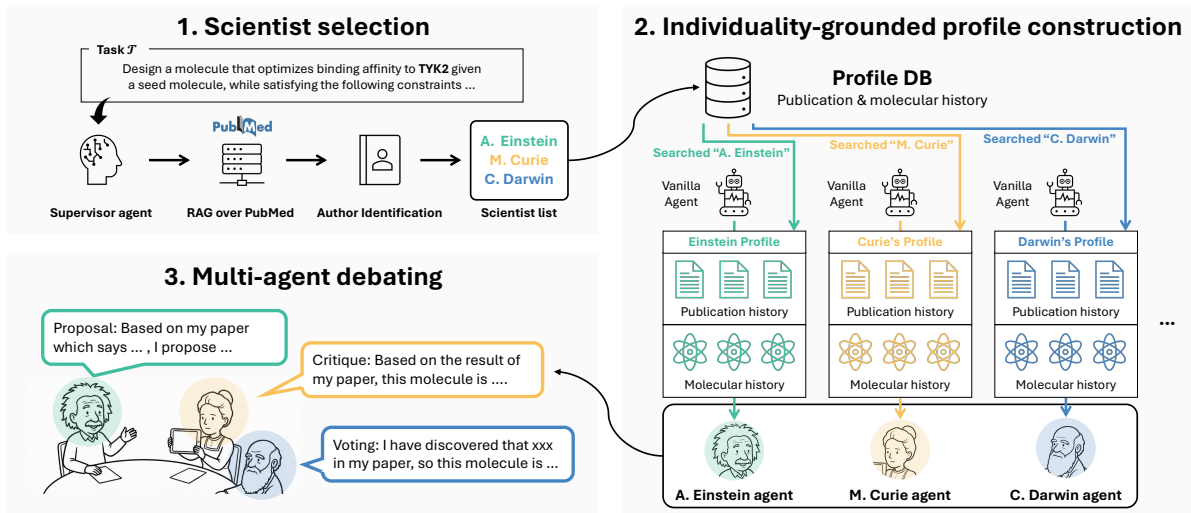 1. Scientist selection
Task 𝒯
Design a molecule that optimizes binding affinity to TYK2 given
a seed molecule, while satisfying the following constraints ...
PubMed
A. Einstein
M. Curie
C. Darwin
Supervisor agent
RAG over PubMed
Author Identification
Scientist list
2. Individuality-grounded profile construction
Profile DB
Publication & molecular history
Searched “A. Einstein”
Searched “M. Curie”
Searched “C. Darwin”
Vanilla
Agent
Vanilla
Agent
Vanilla
Agent
Einstein Profile
Curie's Profile
Darwin's Profile
Publication history
Publication history
Publication history
...
Molecular history
Molecular history
Molecular history
A. Einstein agent
M. Curie agent
C. Darwin agent
3. Multi-agent debating
Proposal: Based on my paper
which says ... , I propose ...
Critique: Based on the result of
my paper, this molecule is ....
Voting: I have discovered that xxx
in my paper, so this molecule is ...